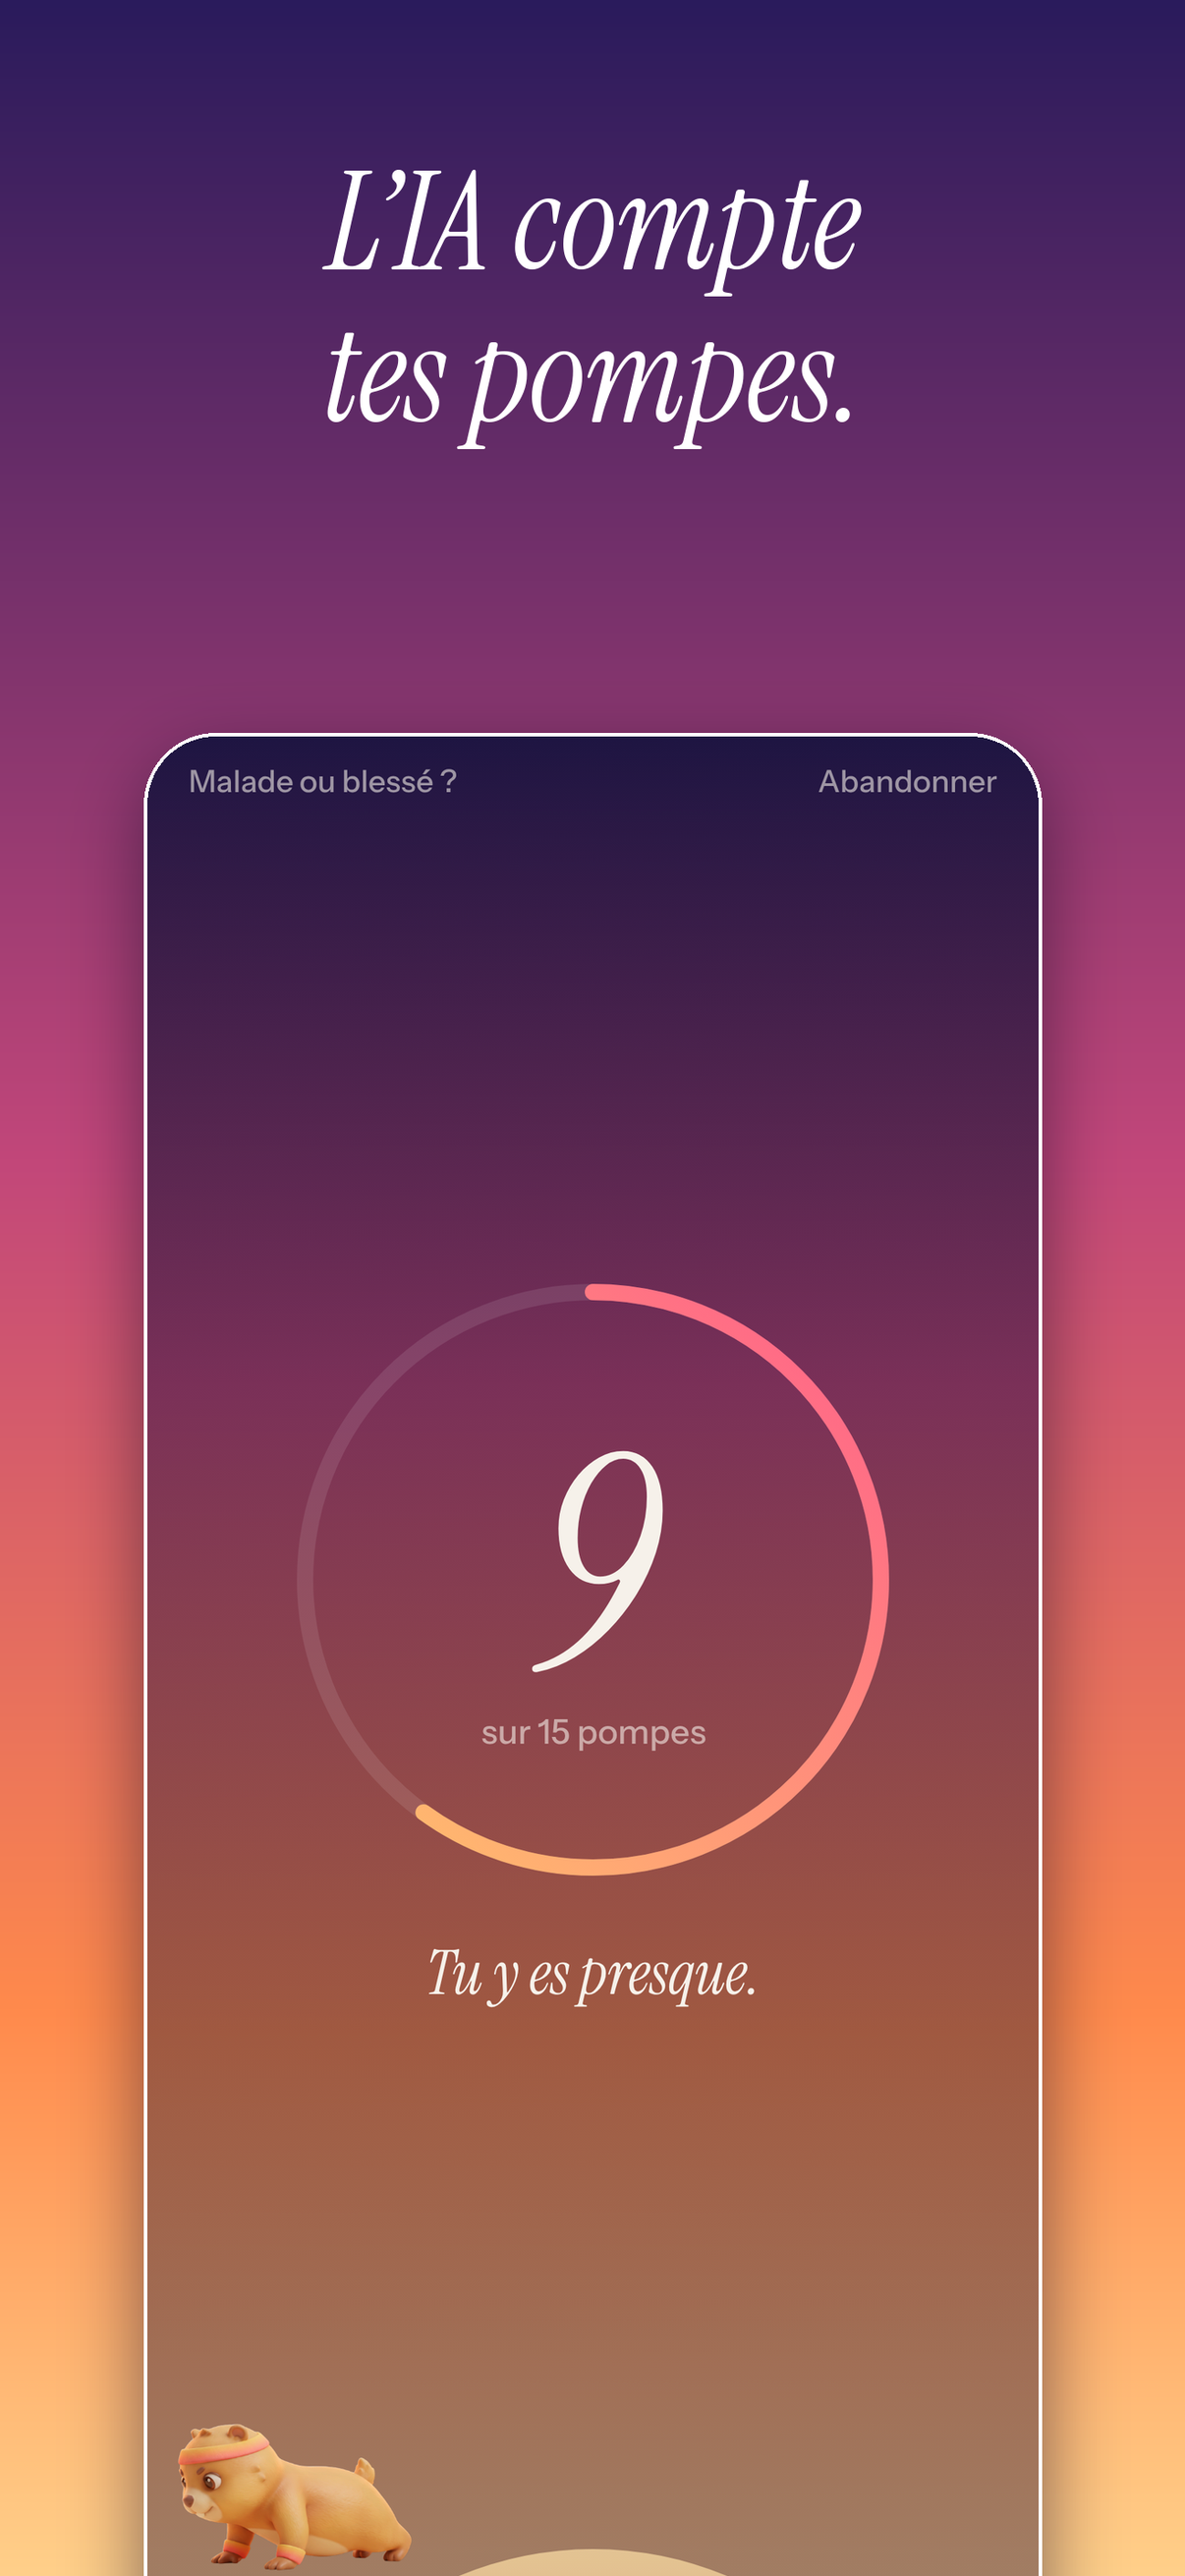 L’IA compte
tes pompes.
Malade ou blessé ?
Abandonner
9
sur 15 pompes
Tu y es presque.